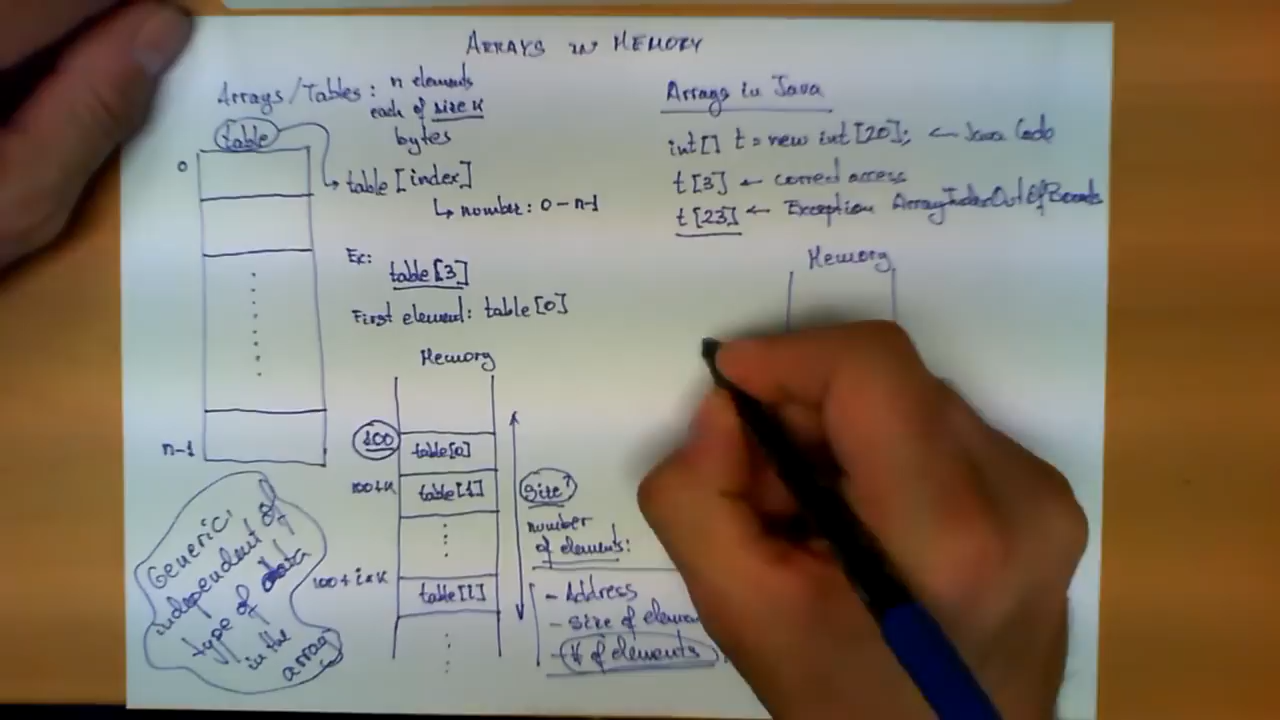 ARRAYS IN MEMORY
Arrays/Tables: n elements
each of size k
bytes
table
0
table[index]
↳ number: 0-n-1
Ex:
table[3]
First element: table[0]
n-1
Generic,
independent of
type of data
in the
array
Memory
100
table[0]
100+k
table[1]
100+i*k
table[i]
Size?
number
of elements:
- Address
- Size of elemen
- # of elements
Arrays in Java
int[] t = new int[20]; ← Java Code
t[3] ← correct access
t[23] ← Exception ArrayIndexOutOfBounds
Memory